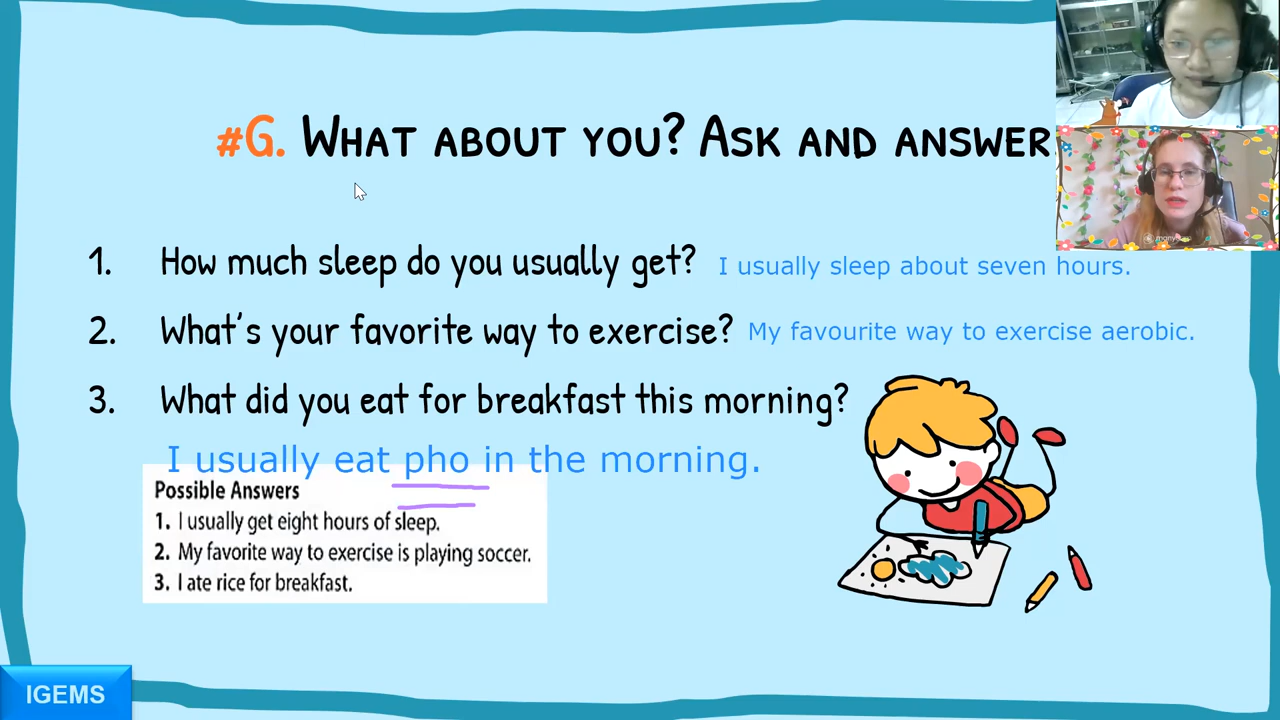 #G. What about you? Ask and answer
1. How much sleep do you usually get? I usually sleep about seven hours.
2. What's your favorite way to exercise? My favourite way to exercise aerobic.
3. What did you eat for breakfast this morning?
I usually eat pho in the morning.
Possible Answers
1. I usually get eight hours of sleep.
2. My favorite way to exercise is playing soccer.
3. I ate rice for breakfast.
IGEMS